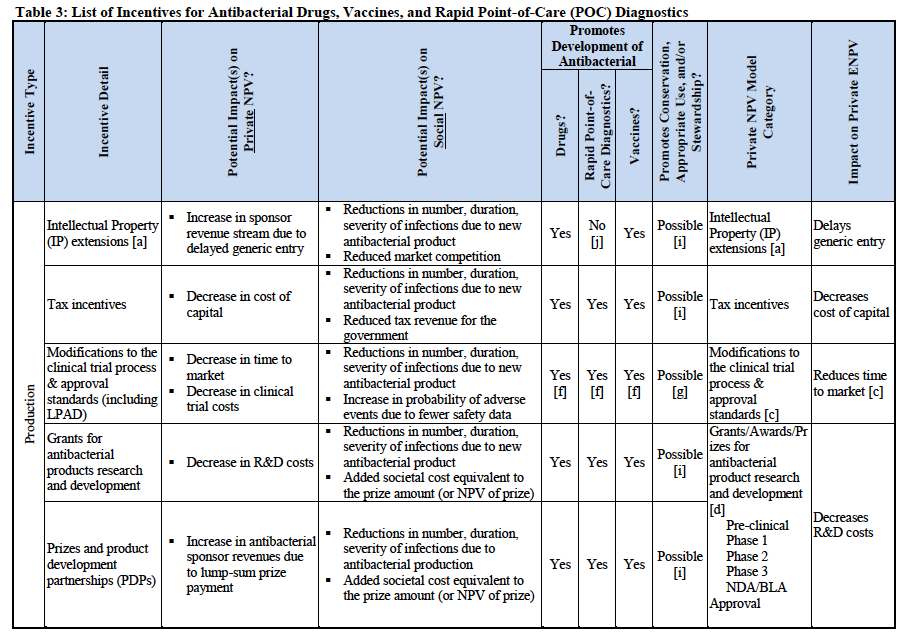 Table 3: List of Incentives for Antibacterial Drugs, Vaccines, and Rapid Point-of-Care (POC) Diagnostics
Incentive Type
Incentive Detail
Potential Impact(s) on
Private NPV?
Potential Impact(s) on
Social NPV?
Promotes
Development of
Antibacterial
Drugs?
Rapid Point-of-
Care Diagnostics?
Vaccines?
Promotes Conservation,
Appropriate Use, and/or
Stewardship?
Private NPV Model
Category
Impact on Private ENPV
Production
Intellectual Property
(IP) extensions [a]
▪ Increase in sponsor
revenue stream due to
delayed generic entry
▪ Reductions in number, duration,
severity of infections due to new
antibacterial product
▪ Reduced market competition
Yes
No
[j]
Yes
Possible
[i]
Intellectual
Property (IP)
extensions [a]
Delays
generic entry
Tax incentives
▪ Decrease in cost of
capital
▪ Reductions in number, duration,
severity of infections due to new
antibacterial product
▪ Reduced tax revenue for the
government
Yes
Yes
Yes
Possible
[i]
Tax incentives
Decreases
cost of capital
Modifications to the
clinical trial process
& approval
standards (including
LPAD)
▪ Decrease in time to
market
▪ Decrease in clinical
trial costs
▪ Reductions in number, duration,
severity of infections due to new
antibacterial product
▪ Increase in probability of adverse
events due to fewer safety data
Yes
[f]
Yes
[f]
Yes
[f]
Possible
[g]
Modifications to
the clinical trial
process &
approval
standards [c]
Reduces time
to market [c]
Grants for
antibacterial
products research
and development
▪ Decrease in R&D costs
▪ Reductions in number, duration,
severity of infections due to new
antibacterial product
▪ Added societal cost equivalent to
the prize amount (or NPV of prize)
Yes
Yes
Yes
Possible
[i]
Grants/Awards/Pr
izes for
antibacterial
product research
and development
[d]
Pre-clinical
Phase 1
Phase 2
Phase 3
NDA/BLA
Approval
Decreases
R&D costs
Prizes and product
development
partnerships (PDPs)
▪ Increase in antibacterial
sponsor revenues due
to lump-sum prize
payment
▪ Reductions in number, duration,
severity of infections due to
antibacterial production
▪ Added societal cost equivalent to
the prize amount (or NPV of prize)
Yes
Yes
Yes
Possible
[i]